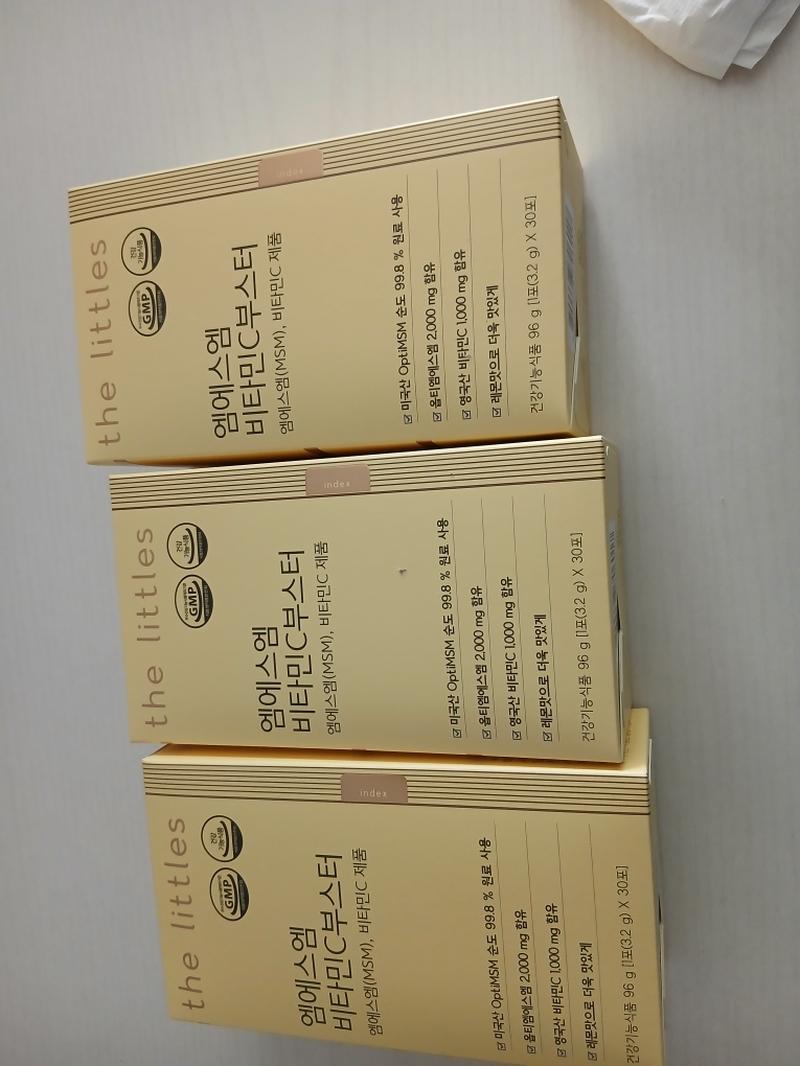 the littles
index
건강
기능식품
GMP
엠에스엠
비타민C부스터
엠에스엠(MSM), 비타민C 제품
☑ 미국산 OptiMSM 순도 99.8 % 원료 사용
☑ 옵티엠에스엠 2,000 mg 함유
☑ 영국산 비타민C 1,000 mg 함유
☑ 레몬맛으로 더욱 맛있게
건강기능식품 96 g [1포(3.2 g) X 30포]
the littles
index
건강
기능식품
GMP
엠에스엠
비타민C부스터
엠에스엠(MSM), 비타민C 제품
☑ 미국산 OptiMSM 순도 99.8 % 원료 사용
☑ 옵티엠에스엠 2,000 mg 함유
☑ 영국산 비타민C 1,000 mg 함유
☑ 레몬맛으로 더욱 맛있게
건강기능식품 96 g [1포(3.2 g) X 30포]
the littles
index
건강
기능식품
GMP
엠에스엠
비타민C부스터
엠에스엠(MSM), 비타민C 제품
☑ 미국산 OptiMSM 순도 99.8 % 원료 사용
☑ 옵티엠에스엠 2,000 mg 함유
☑ 영국산 비타민C 1,000 mg 함유
☑ 레몬맛으로 더욱 맛있게
건강기능식품 96 g [1포(3.2 g) X 30포]